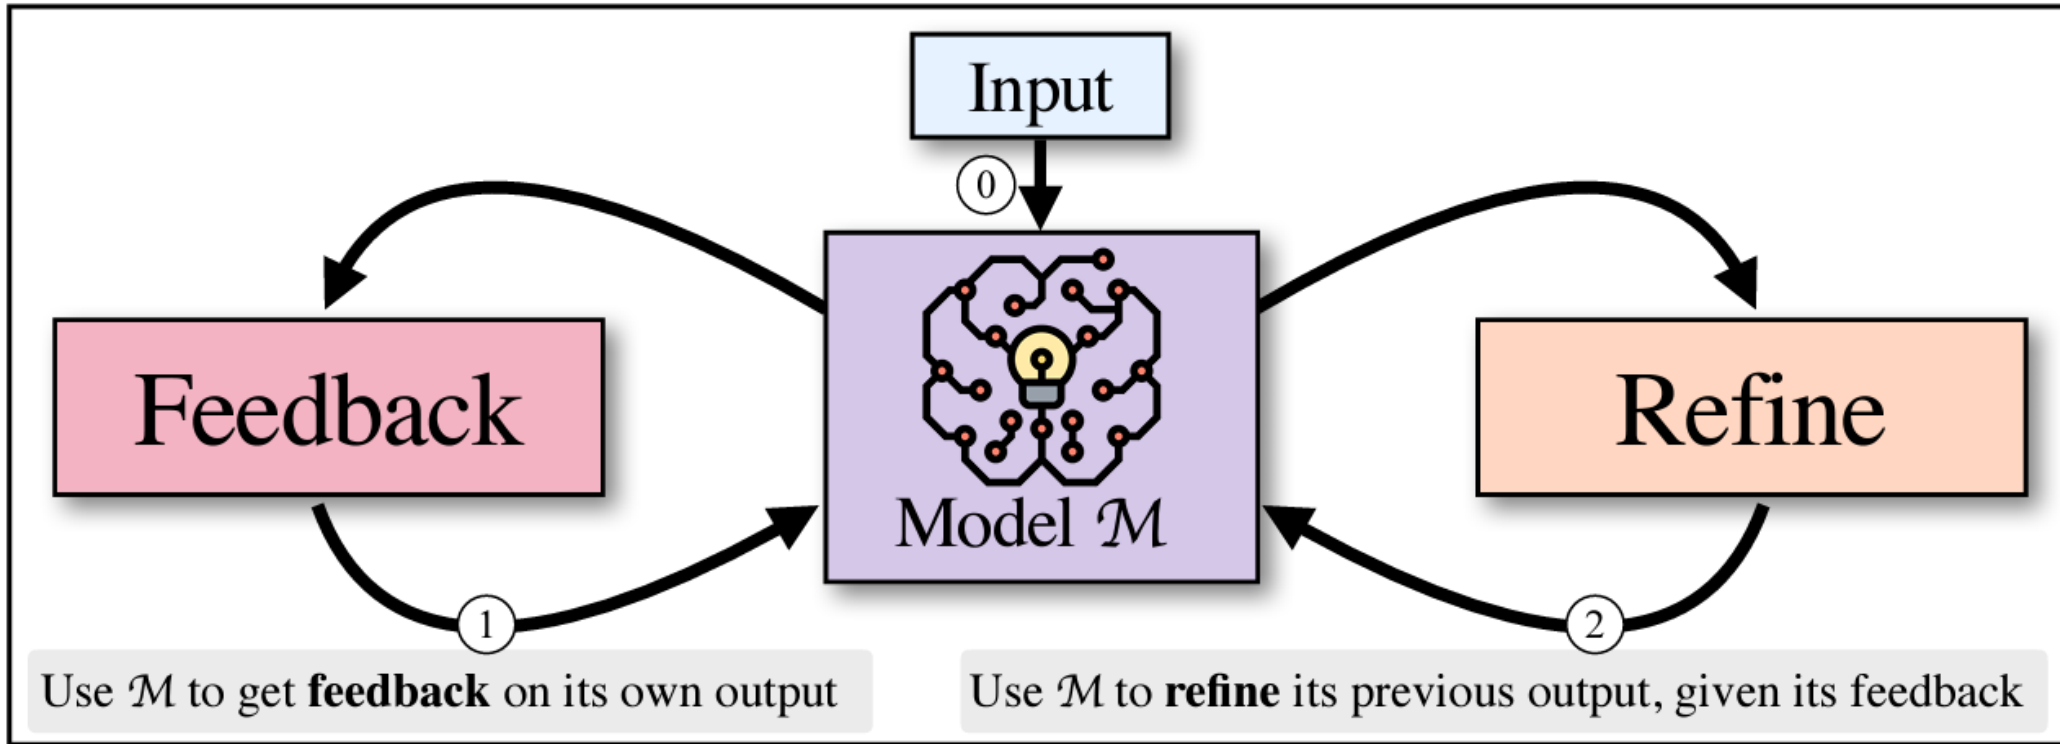 Input
0
Feedback
Model ℳ
Refine
1
2
Use ℳ to get feedback on its own output
Use ℳ to refine its previous output, given its feedback